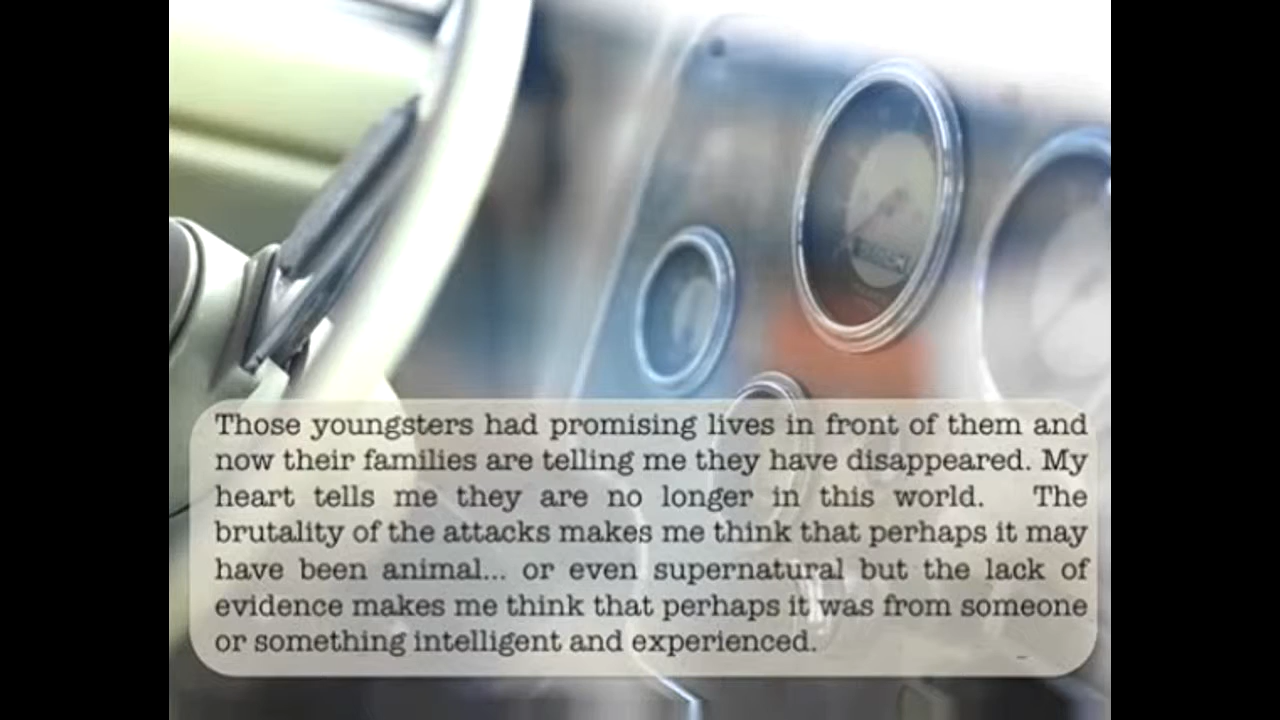 Those youngsters had promising lives in front of them and
now their families are telling me they have disappeared. My
heart tells me they are no longer in this world. The
brutality of the attacks makes me think that perhaps it may
have been animal... or even supernatural but the lack of
evidence makes me think that perhaps it was from someone
or something intelligent and experienced.